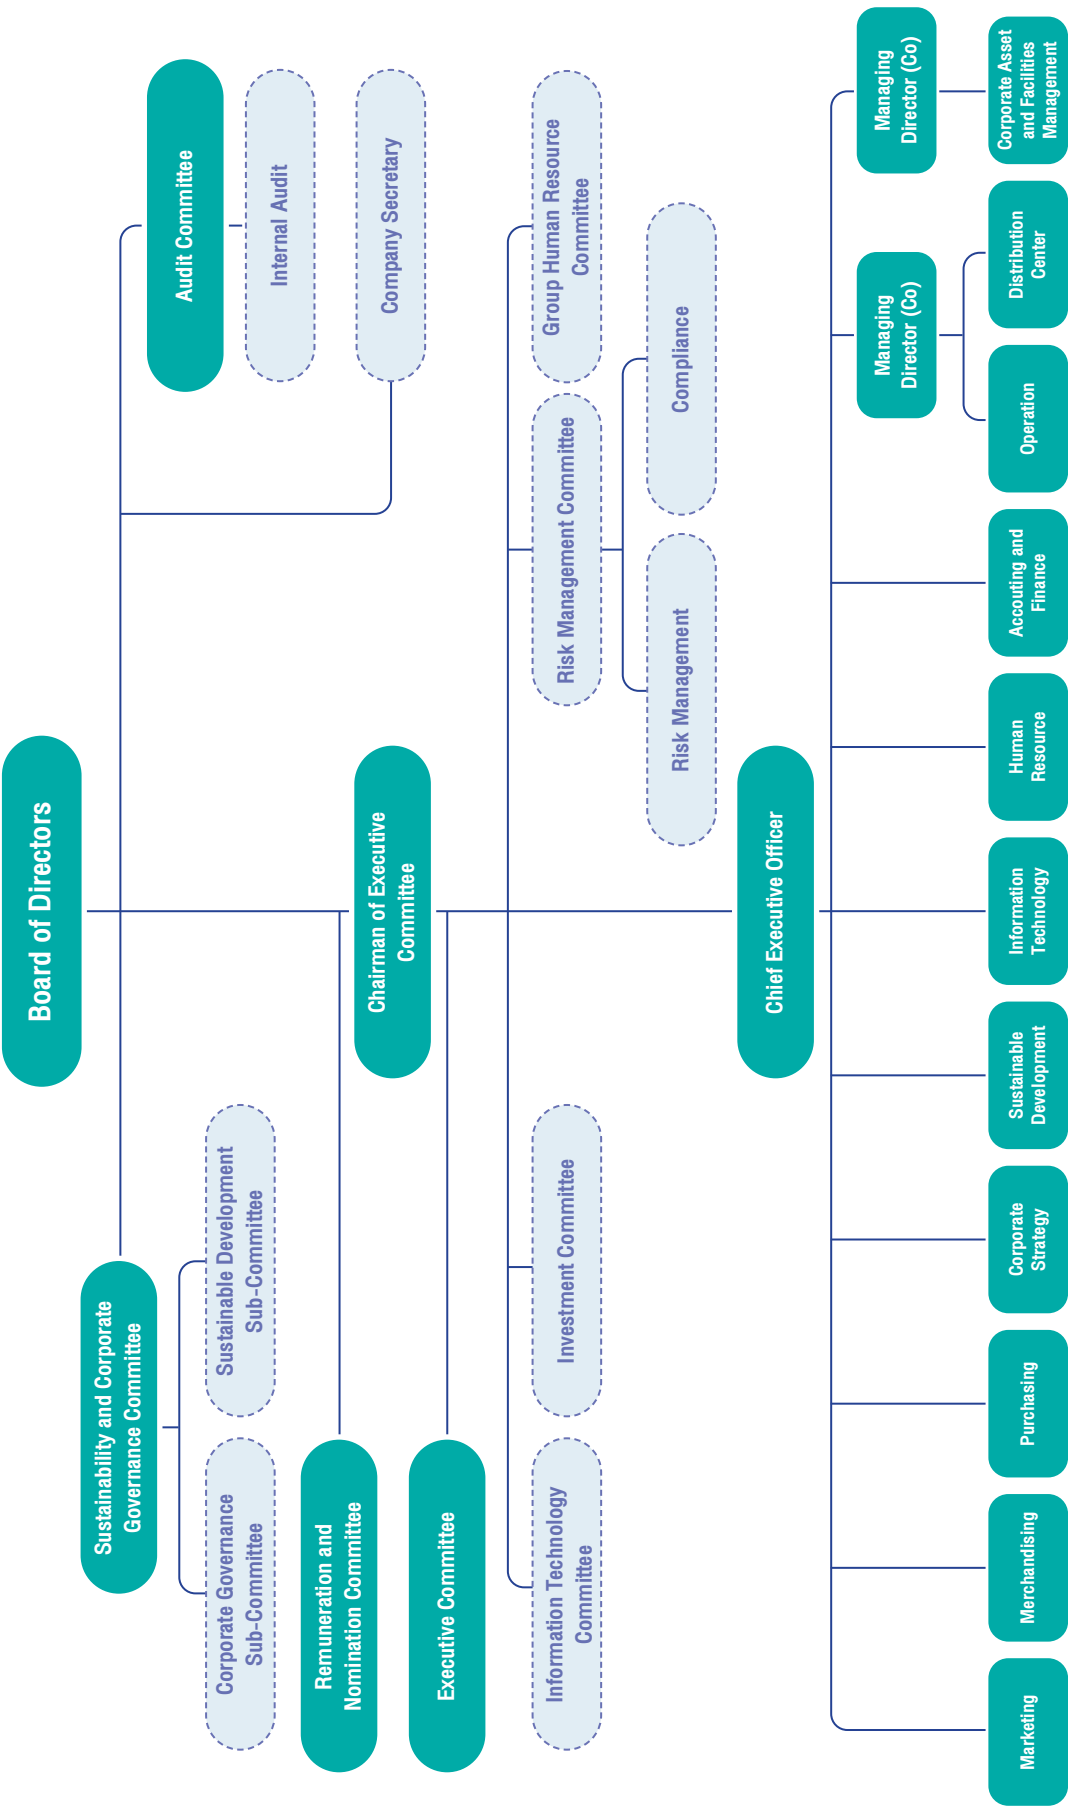 Board of Directors
Sustainability and Corporate
Governance Committee
Audit Committee
Corporate Governance
Sub-Committee
Sustainable Development
Sub-Committee
Internal Audit
Remuneration and
Nomination Committee
Chairman of Executive
Committee
Company Secretary
Executive Committee
Information Technology
Committee
Investment Committee
Risk Management Committee
Group Human Resource
Committee
Risk Management
Compliance
Chief Executive Officer
Managing
Director (Co)
Managing
Director (Co)
Marketing
Merchandising
Purchasing
Corporate
Strategy
Sustainable
Development
Information
Technology
Human
Resource
Accouting and
Finance
Operation
Distribution
Center
Corporate Asset
and Facilities
Management